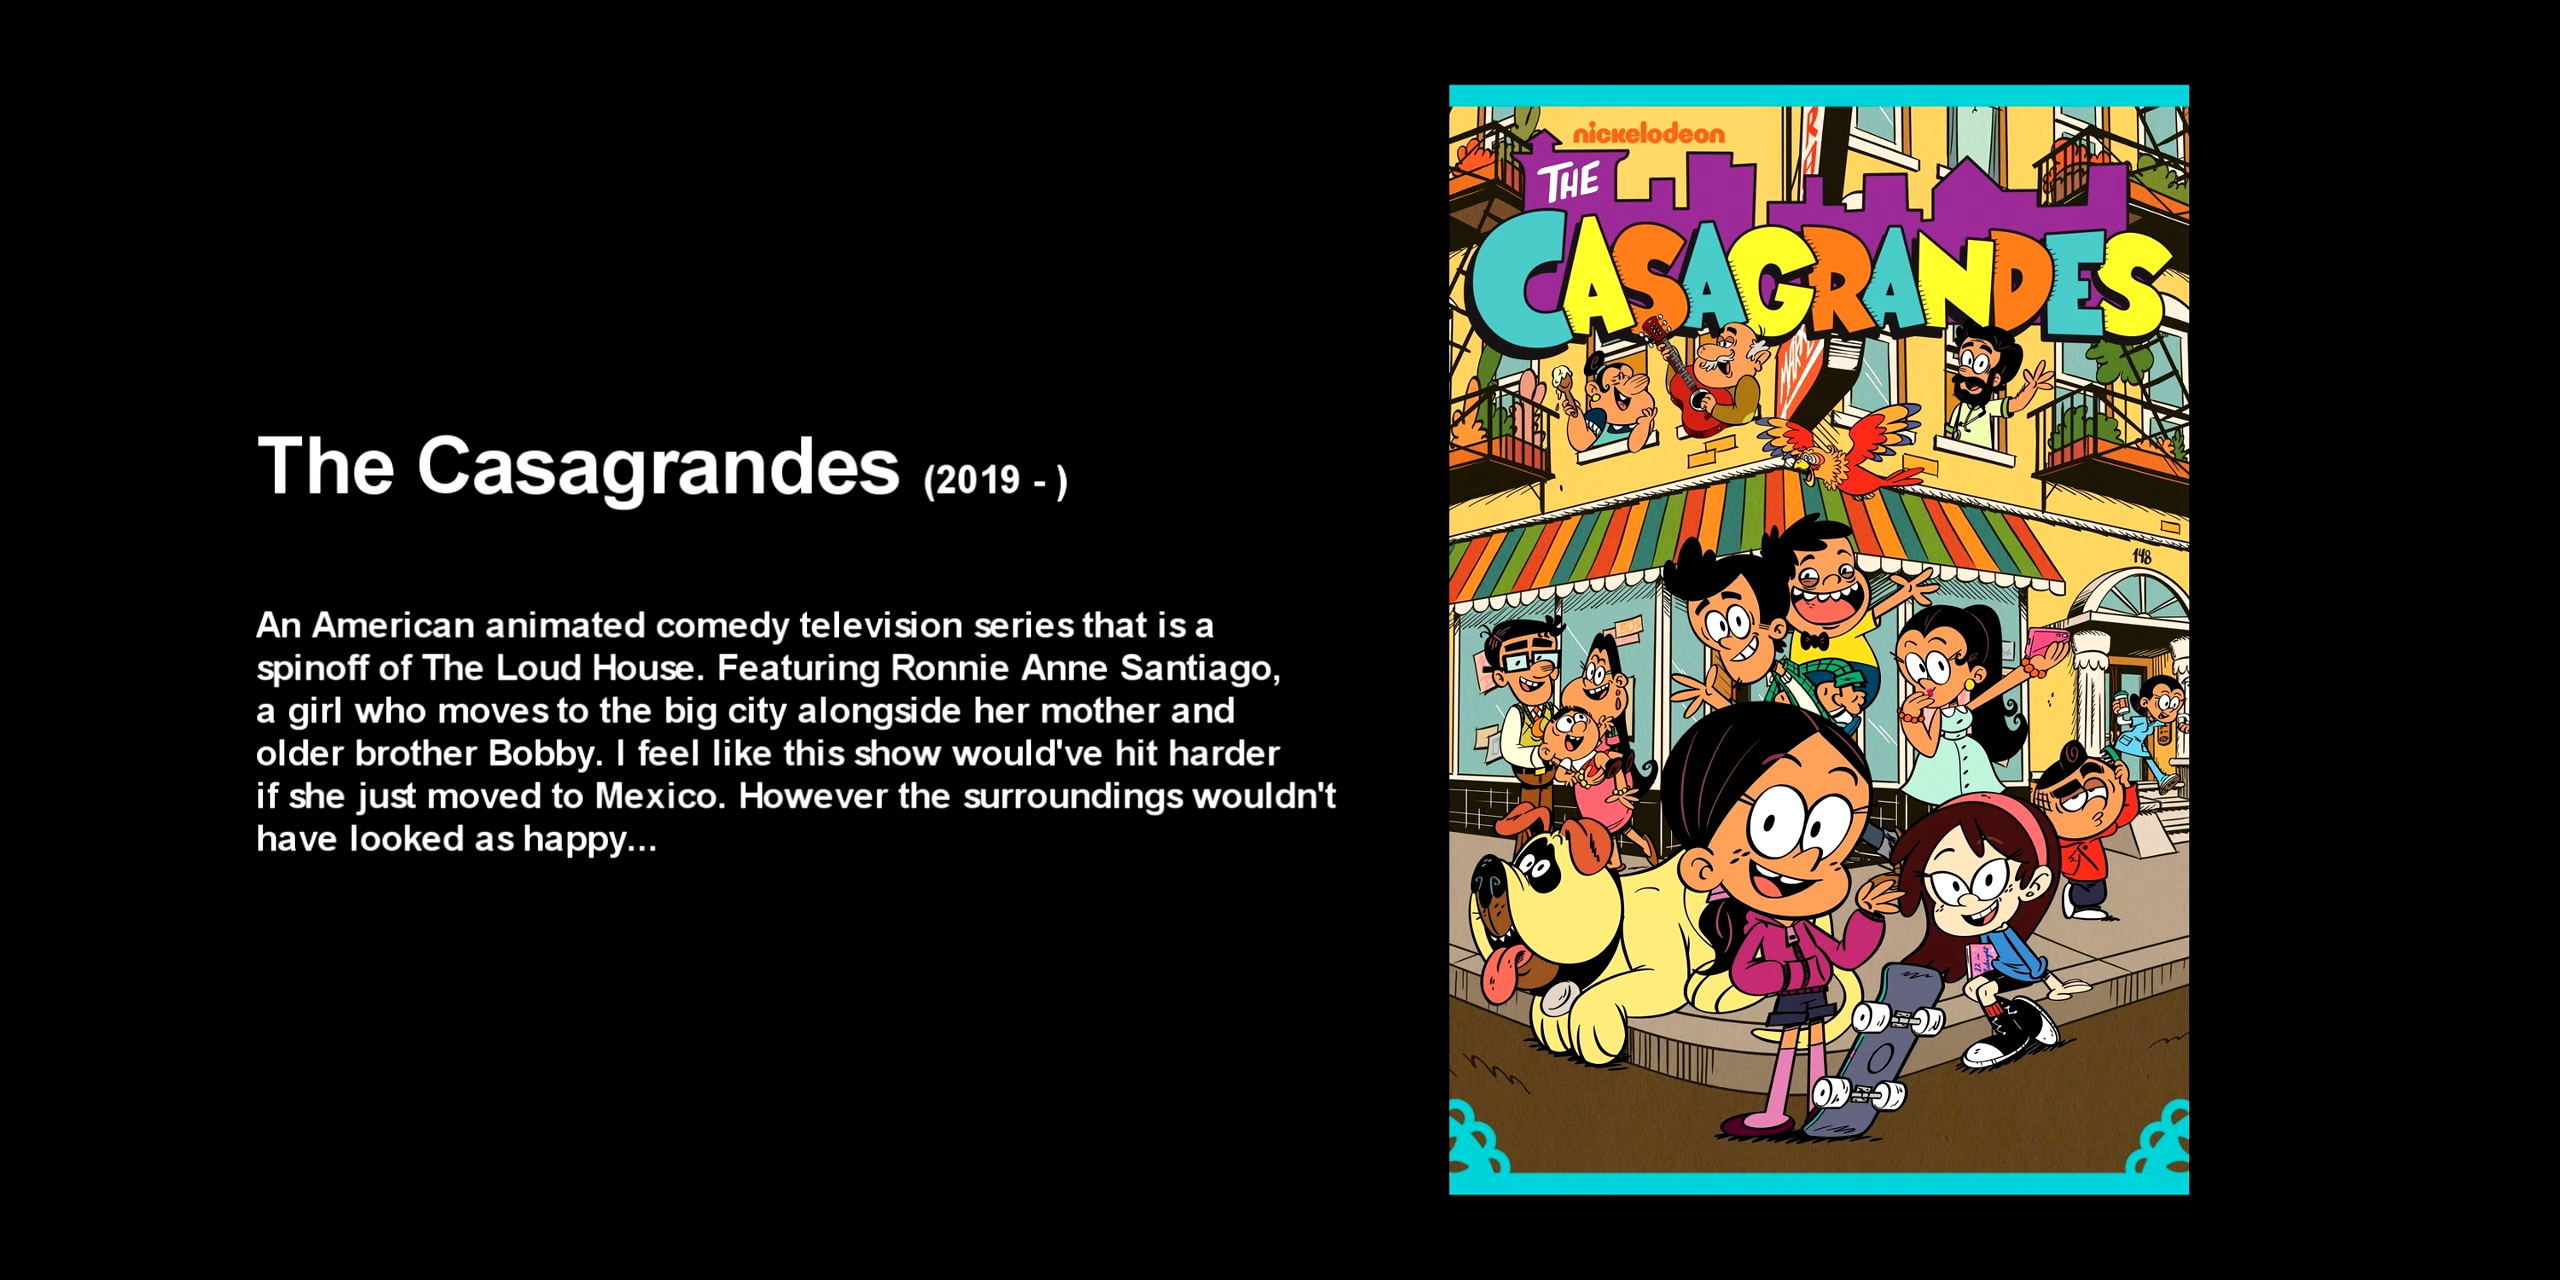 The Casagrandes (2019 - )
An American animated comedy television series that is a
spinoff of The Loud House. Featuring Ronnie Anne Santiago,
a girl who moves to the big city alongside her mother and
older brother Bobby. I feel like this show would've hit harder
if she just moved to Mexico. However the surroundings wouldn't
have looked as happy...
nickelodeon
THE
CASAGRANDES
148